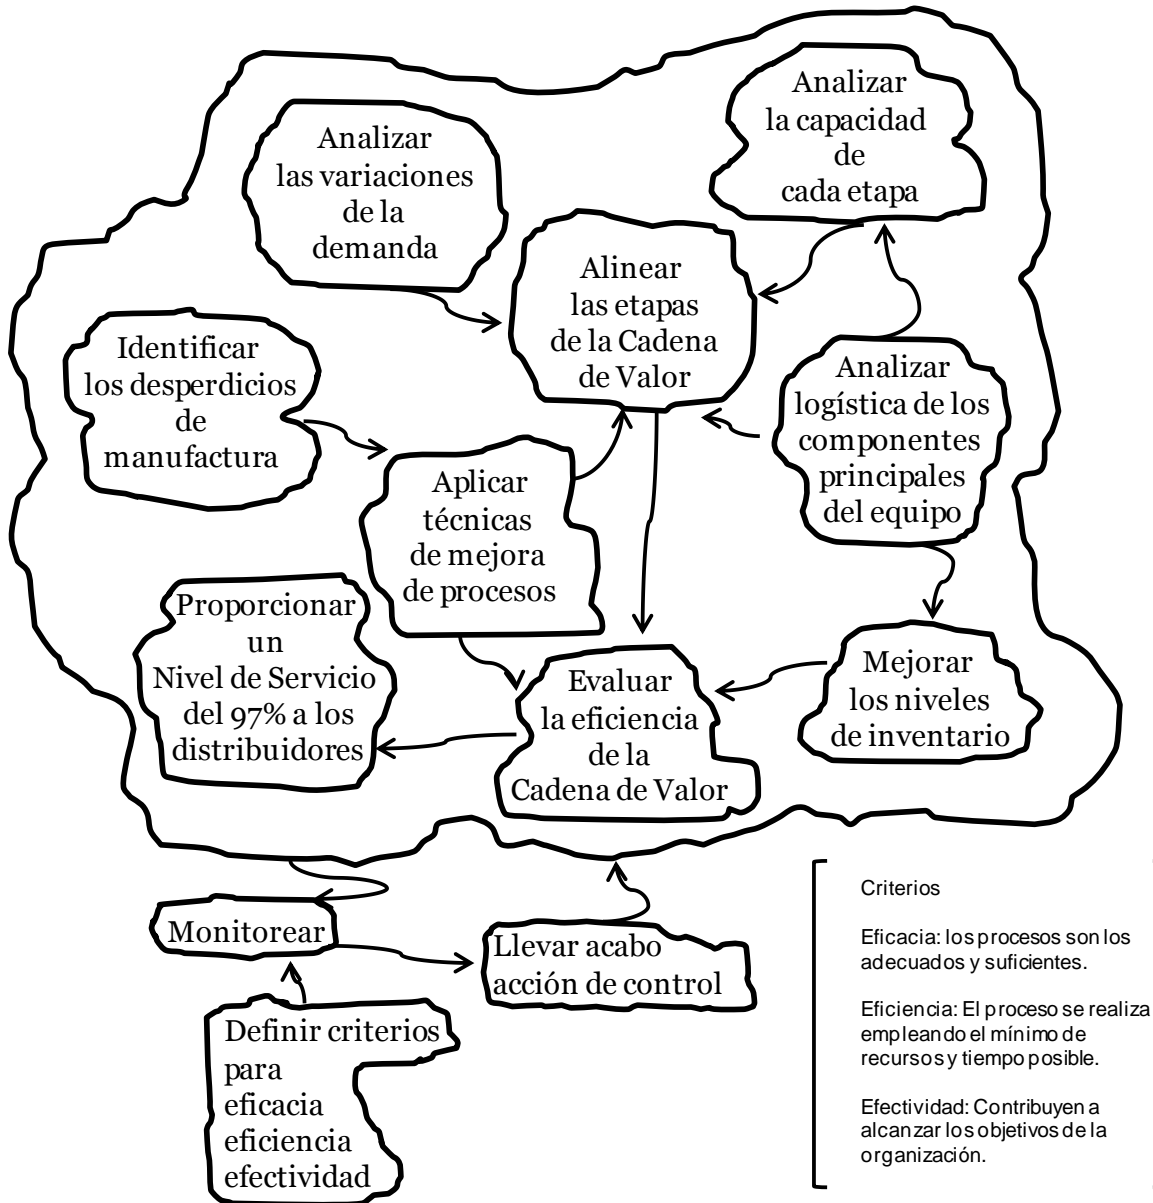 Analizar
las variaciones
de la
demanda
Analizar
la capacidad
de
cada etapa
Alinear
las etapas
de la Cadena
de Valor
Identificar
los desperdicios
de
manufactura
Analizar
logística de los
componentes
principales
del equipo
Aplicar
técnicas
de mejora
de procesos
Proporcionar
un
Nivel de Servicio
del 97% a los
distribuidores
Evaluar
la eficiencia
de la
Cadena de Valor
Mejorar
los niveles
de inventario
Monitorear
Llevar acabo
acción de control
Definir criterios
para
eficacia
eficiencia
efectividad
Criterios
Eficacia: los procesos son los
adecuados y suficientes.
Eficiencia: El proceso se realiza
empleando el mínimo de
recursos y tiempo posible.
Efectividad: Contribuyen a
alcanzar los objetivos de la
organización.